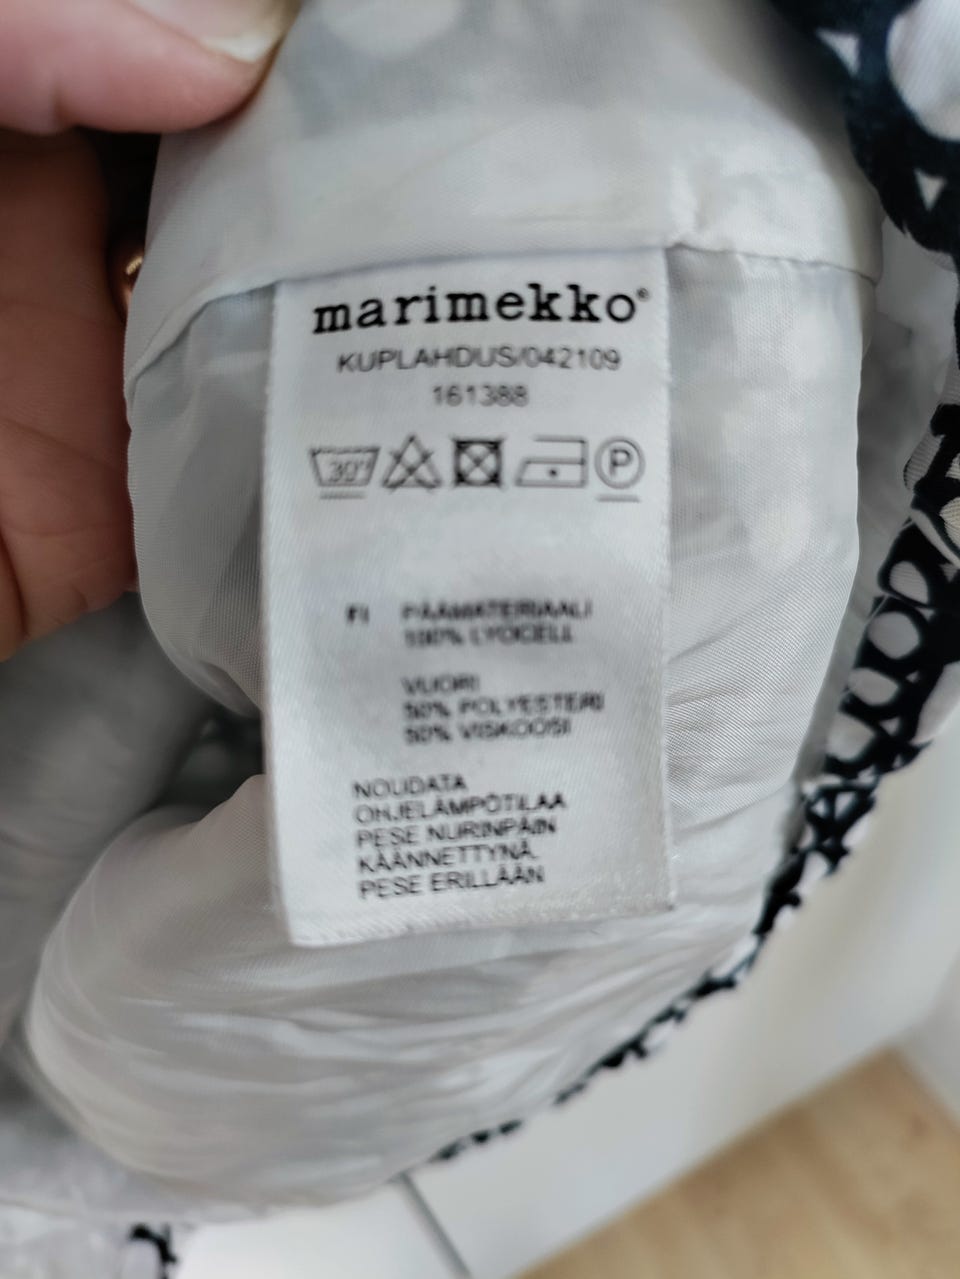 marimekko®
KUPLAHDUS/042109
161388
30° P
FI PÄÄMATERIAALI
100% LYOCELL
VUORI
50% POLYESTERI
50% VISKOOSI
NOUDATA
OHJELÄMPÖTILAA
PESE NURINPÄIN
KÄÄNNETTYNÄ,
PESE ERILLÄÄN